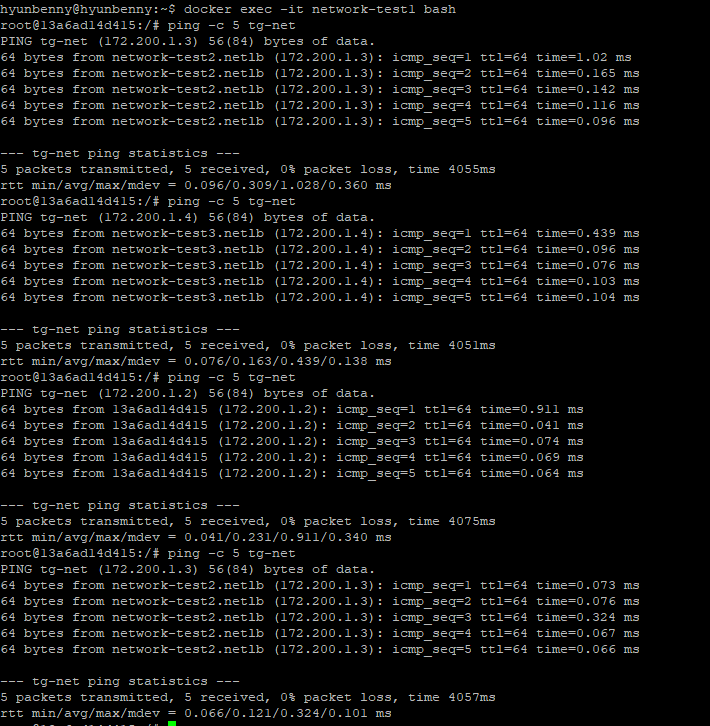 hyunbenny@hyunbenny:~$ docker exec -it network-test1 bash
root@13a6ad14d415:/# ping -c 5 tg-net
PING tg-net (172.200.1.3) 56(84) bytes of data.
64 bytes from network-test2.netlb (172.200.1.3): icmp_seq=1 ttl=64 time=1.02 ms
64 bytes from network-test2.netlb (172.200.1.3): icmp_seq=2 ttl=64 time=0.165 ms
64 bytes from network-test2.netlb (172.200.1.3): icmp_seq=3 ttl=64 time=0.142 ms
64 bytes from network-test2.netlb (172.200.1.3): icmp_seq=4 ttl=64 time=0.116 ms
64 bytes from network-test2.netlb (172.200.1.3): icmp_seq=5 ttl=64 time=0.096 ms
--- tg-net ping statistics ---
5 packets transmitted, 5 received, 0% packet loss, time 4055ms
rtt min/avg/max/mdev = 0.096/0.309/1.028/0.360 ms
root@13a6ad14d415:/# ping -c 5 tg-net
PING tg-net (172.200.1.4) 56(84) bytes of data.
64 bytes from network-test3.netlb (172.200.1.4): icmp_seq=1 ttl=64 time=0.439 ms
64 bytes from network-test3.netlb (172.200.1.4): icmp_seq=2 ttl=64 time=0.096 ms
64 bytes from network-test3.netlb (172.200.1.4): icmp_seq=3 ttl=64 time=0.076 ms
64 bytes from network-test3.netlb (172.200.1.4): icmp_seq=4 ttl=64 time=0.103 ms
64 bytes from network-test3.netlb (172.200.1.4): icmp_seq=5 ttl=64 time=0.104 ms
--- tg-net ping statistics ---
5 packets transmitted, 5 received, 0% packet loss, time 4051ms
rtt min/avg/max/mdev = 0.076/0.163/0.439/0.138 ms
root@13a6ad14d415:/# ping -c 5 tg-net
PING tg-net (172.200.1.2) 56(84) bytes of data.
64 bytes from 13a6ad14d415 (172.200.1.2): icmp_seq=1 ttl=64 time=0.911 ms
64 bytes from 13a6ad14d415 (172.200.1.2): icmp_seq=2 ttl=64 time=0.041 ms
64 bytes from 13a6ad14d415 (172.200.1.2): icmp_seq=3 ttl=64 time=0.074 ms
64 bytes from 13a6ad14d415 (172.200.1.2): icmp_seq=4 ttl=64 time=0.069 ms
64 bytes from 13a6ad14d415 (172.200.1.2): icmp_seq=5 ttl=64 time=0.064 ms
--- tg-net ping statistics ---
5 packets transmitted, 5 received, 0% packet loss, time 4075ms
rtt min/avg/max/mdev = 0.041/0.231/0.911/0.340 ms
root@13a6ad14d415:/# ping -c 5 tg-net
PING tg-net (172.200.1.3) 56(84) bytes of data.
64 bytes from network-test2.netlb (172.200.1.3): icmp_seq=1 ttl=64 time=0.073 ms
64 bytes from network-test2.netlb (172.200.1.3): icmp_seq=2 ttl=64 time=0.076 ms
64 bytes from network-test2.netlb (172.200.1.3): icmp_seq=3 ttl=64 time=0.324 ms
64 bytes from network-test2.netlb (172.200.1.3): icmp_seq=4 ttl=64 time=0.067 ms
64 bytes from network-test2.netlb (172.200.1.3): icmp_seq=5 ttl=64 time=0.066 ms
--- tg-net ping statistics ---
5 packets transmitted, 5 received, 0% packet loss, time 4057ms
rtt min/avg/max/mdev = 0.066/0.121/0.324/0.101 ms